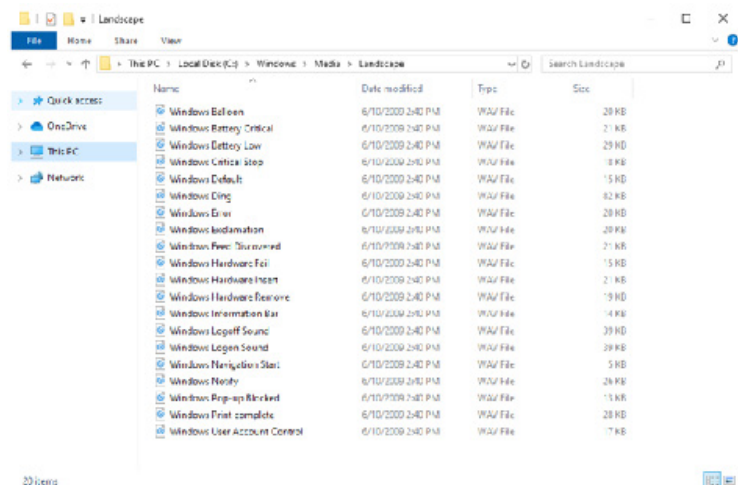 Landscape
File Home Share View
This PC > Local Disk (C:) > Windows > Media > Landscape
Search Landscape
Name Date modified Type Size
Quick access
OneDrive
This PC
Network
Windows Balloon 6/10/2009 2:40 PM WAV File 20 KB
Windows Battery Critical 6/10/2009 2:40 PM WAV File 21 KB
Windows Battery Low 6/10/2009 2:40 PM WAV File 29 KB
Windows Critical Stop 6/10/2009 2:40 PM WAV File 18 KB
Windows Default 6/10/2009 2:40 PM WAV File 15 KB
Windows Ding 6/10/2009 2:40 PM WAV File 82 KB
Windows Error 6/10/2009 2:40 PM WAV File 20 KB
Windows Exclamation 6/10/2009 2:40 PM WAV File 20 KB
Windows Feed Discovered 6/10/2009 2:40 PM WAV File 21 KB
Windows Hardware Fail 6/10/2009 2:40 PM WAV File 15 KB
Windows Hardware Insert 6/10/2009 2:40 PM WAV File 21 KB
Windows Hardware Remove 6/10/2009 2:40 PM WAV File 19 KB
Windows Information Bar 6/10/2009 2:40 PM WAV File 14 KB
Windows Logoff Sound 6/10/2009 2:40 PM WAV File 39 KB
Windows Logon Sound 6/10/2009 2:40 PM WAV File 39 KB
Windows Navigation Start 6/10/2009 2:40 PM WAV File 5 KB
Windows Notify 6/10/2009 2:40 PM WAV File 26 KB
Windows Pop-up Blocked 6/10/2009 2:40 PM WAV File 15 KB
Windows Print complete 6/10/2009 2:40 PM WAV File 28 KB
Windows User Account Control 6/10/2009 2:40 PM WAV File 17 KB
20 items